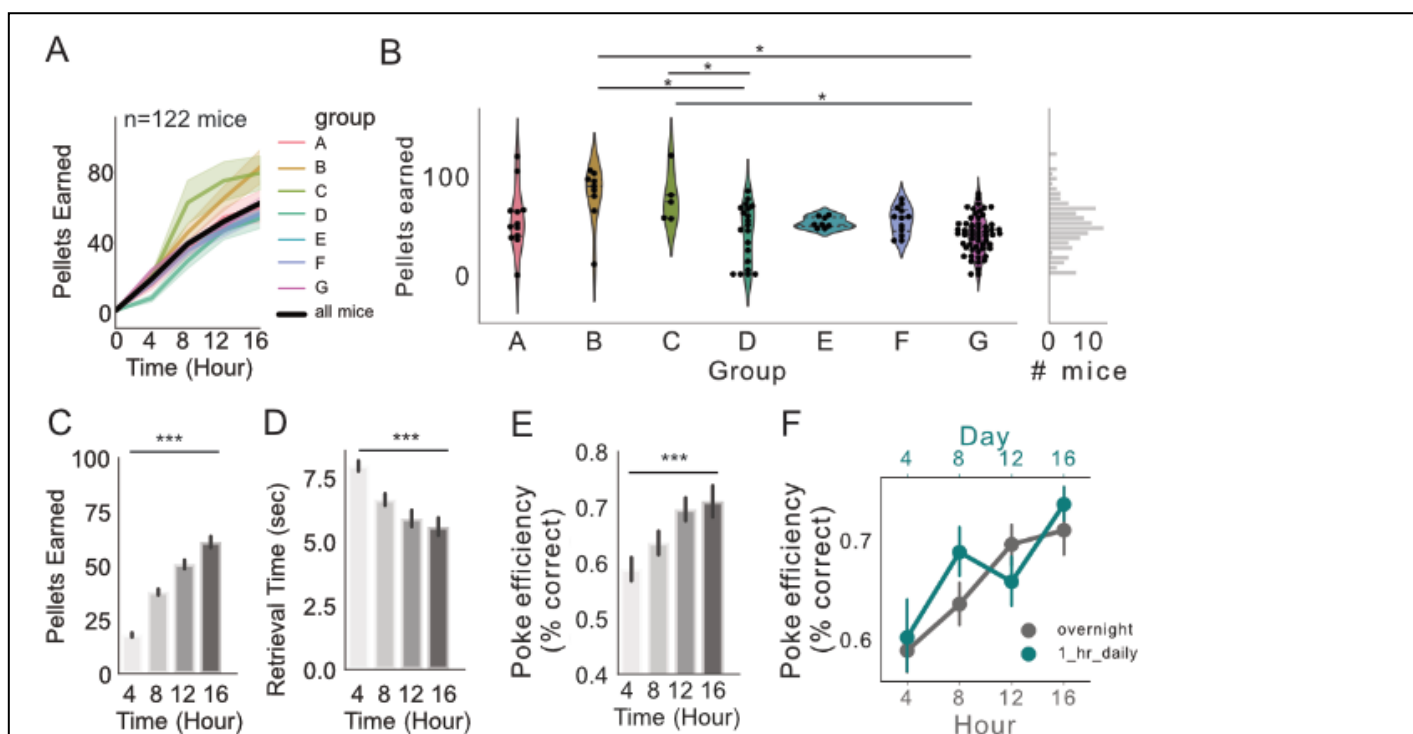 A
n=122 mice
group
A
B
C
D
E
F
G
all mice
Pellets Earned
80
40
0
0 4 8 12 16
Time (Hour)
B
*
*
*
*
Pellets earned
100
0
A B C D E F G
Group
0 10
# mice
C
***
Pellets Earned
100
75
50
25
0
4 8 12 16
Time (Hour)
D
***
Retrieval Time (sec)
7.5
5.0
2.5
0.0
4 8 12 16
Time (Hour)
E
***
Poke efficiency
(% correct)
0.8
0.7
0.6
0.5
0.4
4 8 12 16
Time (Hour)
F
Day
4 8 12 16
Poke efficiency
(% correct)
0.7
0.6
overnight
1_hr_daily
4 8 12 16
Hour